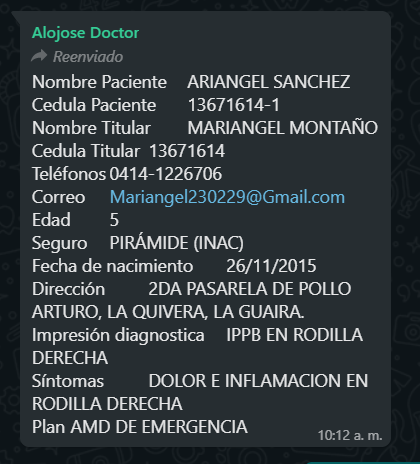 Alojose Doctor
Reenviado
Nombre Paciente ARIANGEL SANCHEZ
Cedula Paciente 13671614-1
Nombre Titular MARIANGEL MONTAÑO
Cedula Titular 13671614
Teléfonos 0414-1226706
Correo Mariangel230229@Gmail.com
Edad 5
Seguro PIRÁMIDE (INAC)
Fecha de nacimiento 26/11/2015
Dirección 2DA PASARELA DE POLLO
ARTURO, LA QUIVERA, LA GUAIRA.
Impresión diagnostica IPPB EN RODILLA
DERECHA
Síntomas DOLOR E INFLAMACION EN
RODILLA DERECHA
Plan AMD DE EMERGENCIA
10:12 a. m.